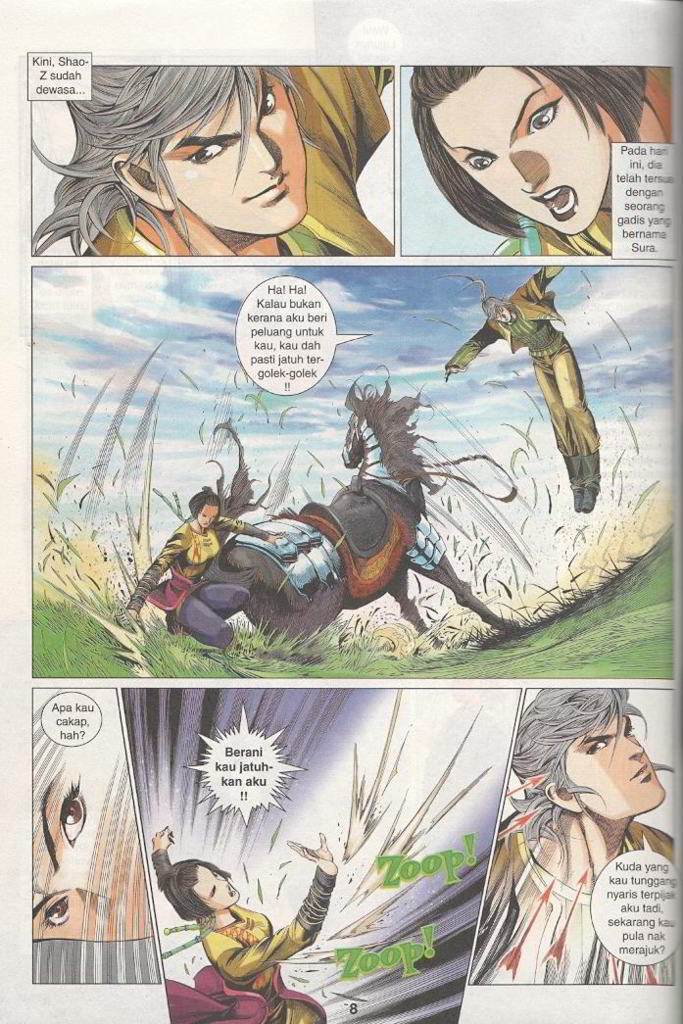 Kini, Shao-
Z sudah
dewasa...
Pada hari
ini, dia
telah tersua
dengan
seorang
gadis yang
bernama
Sura.
Ha! Ha!
Kalau bukan
kerana aku beri
peluang untuk
kau, kau dah
pasti jatuh ter-
golek-golek
!!
Apa kau
cakap,
hah?
Berani
kau jatuh-
kan aku
!!
Zoop!
Zoop!
Kuda yang
kau tunggang
nyaris terpijak
aku tadi,
sekarang kau
pula nak
merajuk?
8